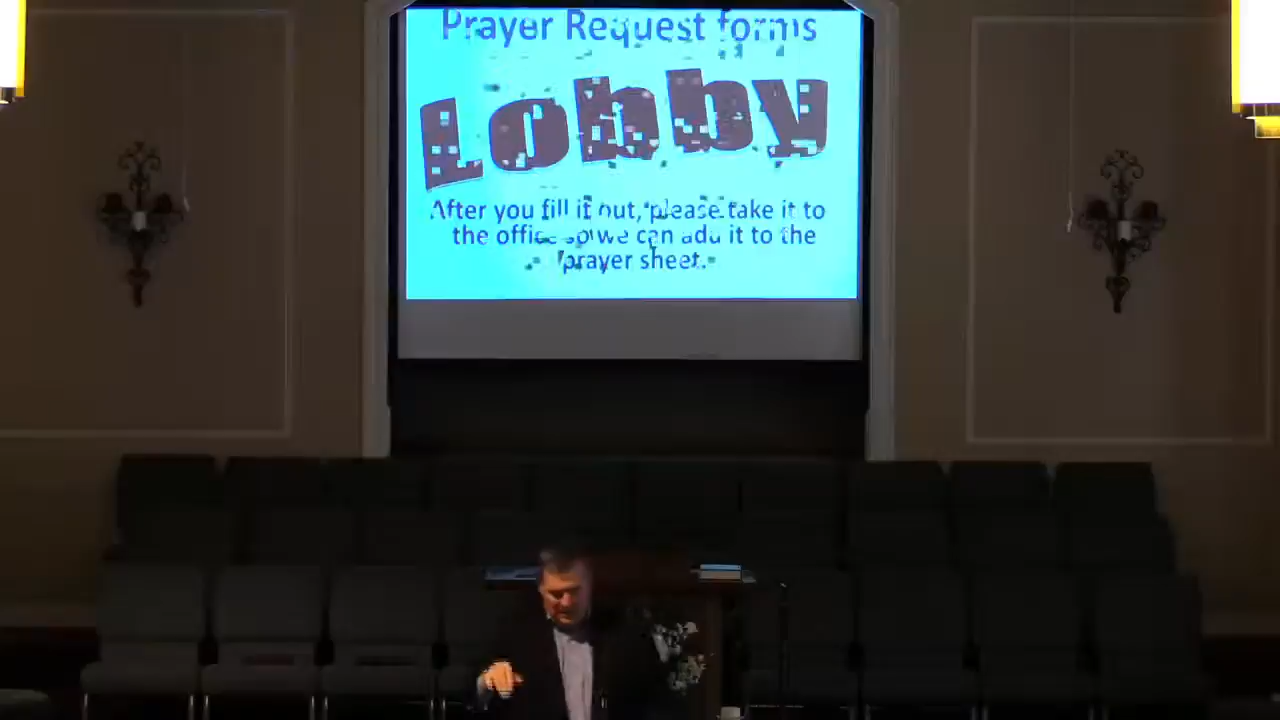 Prayer Request forms
Lobby
After you fill it out, please take it to
the office so we can add it to the
prayer sheet.